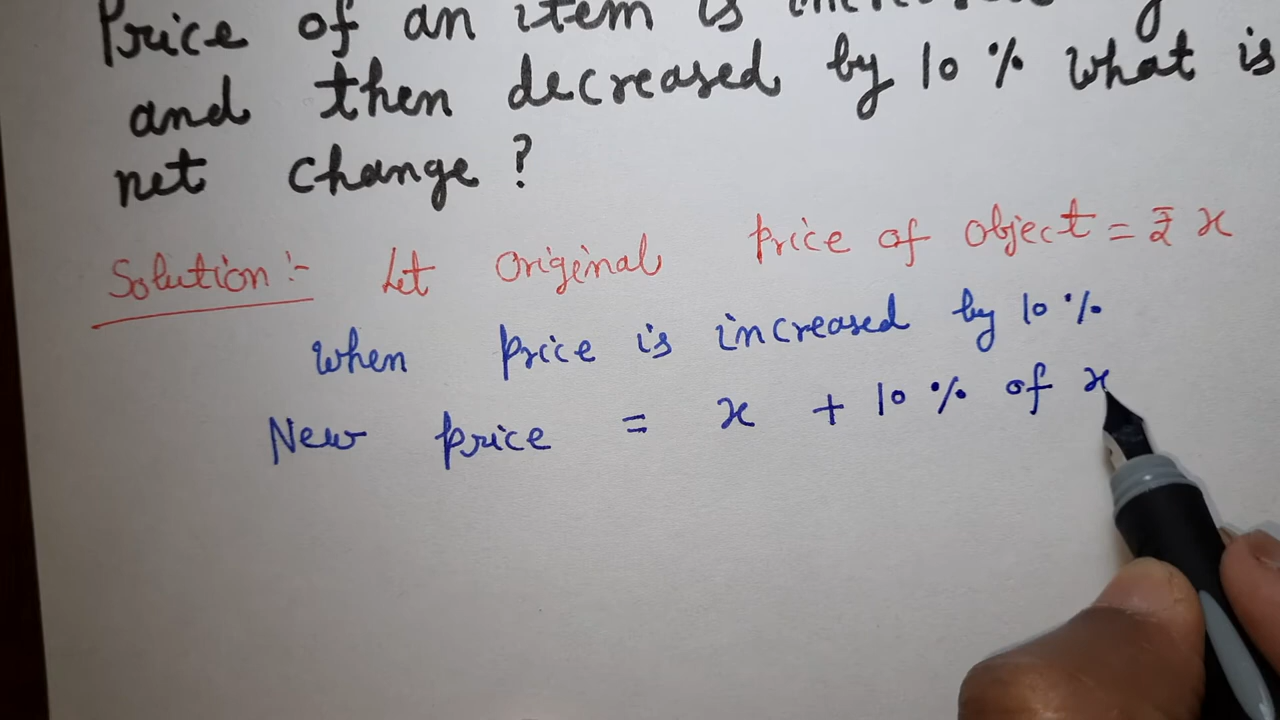 Price of an item is
and then decreased by 10 % what is
net change ?
Solution :- Let Original Price of object = ₹ x
When price is increased by 10 %
New price = x + 10 % of x